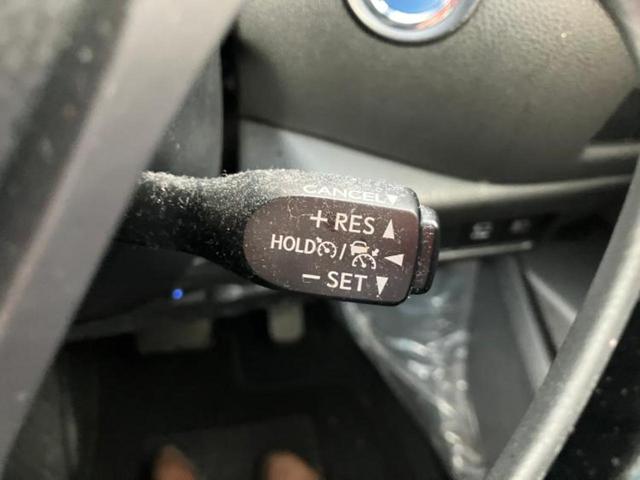 CANCEL
+ RES
HOLD /
− SET